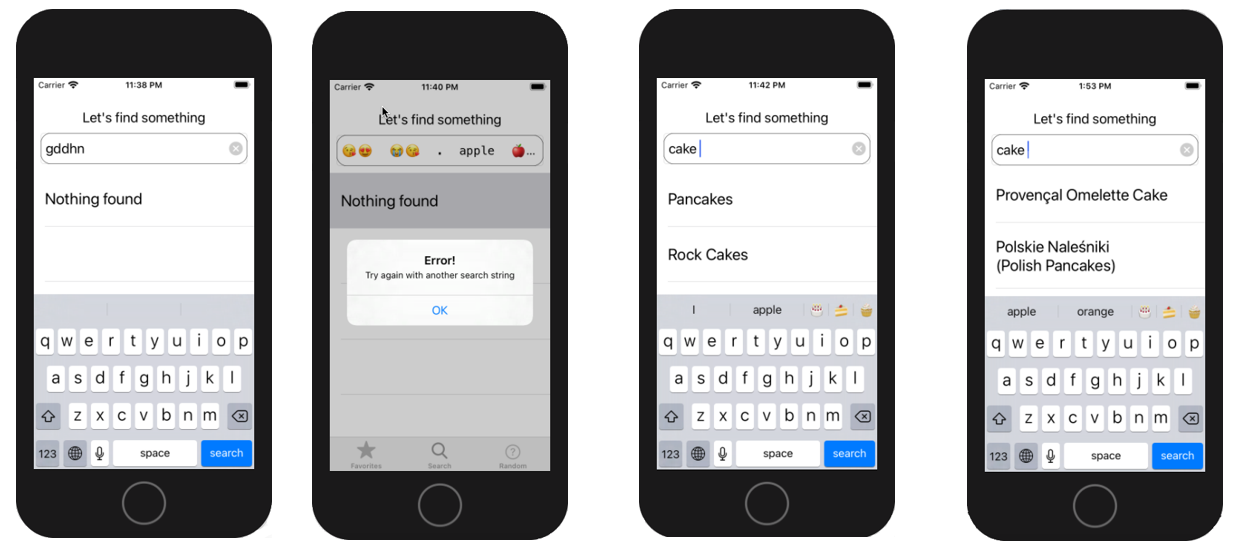 Carrier 11:38 PM
Let's find something
gddhn
Nothing found
q w e r t y u i o p
a s d f g h j k l
z x c v b n m
123 space search
Carrier 11:40 PM
Let's find something
😘😍 😭😘 . apple 🍎...
Nothing found
Error!
Try again with another search string
OK
Favorites Search Random
Carrier 11:42 PM
Let's find something
cake
Pancakes
Rock Cakes
I apple 🎂 🍰 🧁
q w e r t y u i o p
a s d f g h j k l
z x c v b n m
123 space search
Carrier 1:53 PM
Let's find something
cake
Provençal Omelette Cake
Polskie Naleśniki
(Polish Pancakes)
apple orange 🎂 🍰 🧁
q w e r t y u i o p
a s d f g h j k l
z x c v b n m
123 space search